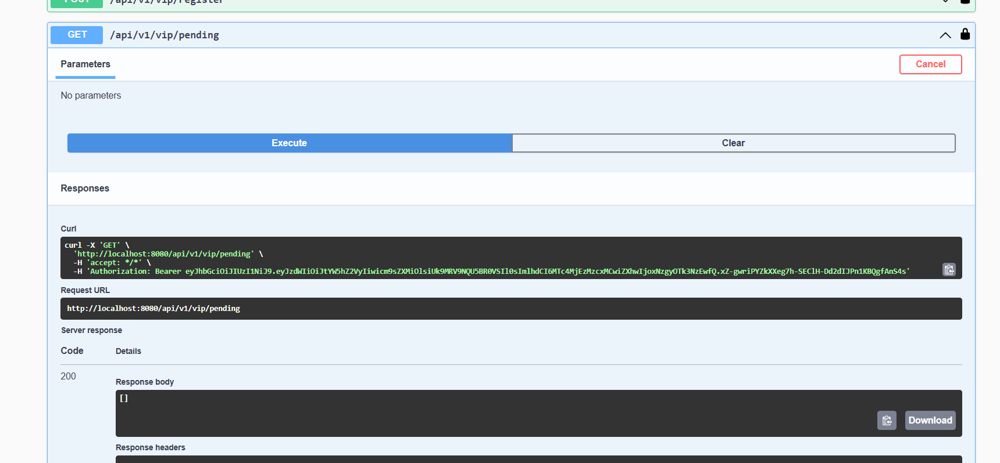 POST /api/v1/vip/register
GET /api/v1/vip/pending
Parameters
Cancel
No parameters
Execute
Clear
Responses
Curl
curl -X 'GET' \
'http://localhost:8080/api/v1/vip/pending' \
-H 'accept: */*' \
-H 'Authorization: Bearer eyJhbGciOiJIUzI1NiJ9.eyJzdWIiOiJtYW5hZ2VyIiwicm9sZXMiOlsiUk9MRV9NQU5BR0VSIl0sImlhdCI6MTc4MjEzMzcxMCwiZXhwIjoxNzgyOTk3NzEwfQ.xZ-gwriPYZkXXeg7h-SEClH-Dd2dIJPn1KBQgfAnS4s'
Request URL
http://localhost:8080/api/v1/vip/pending
Server response
Code Details
200
Response body
[]
Download
Response headers